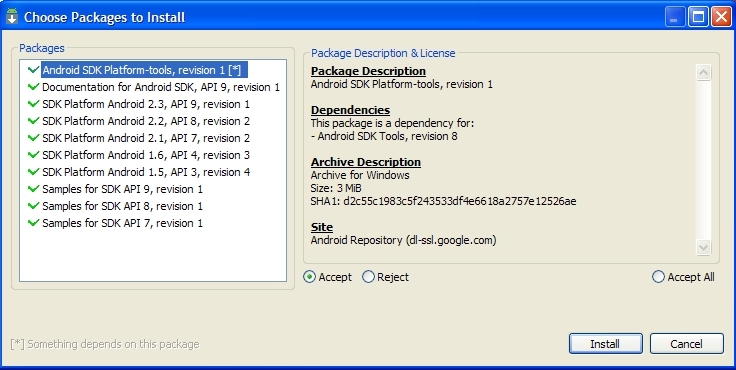 Choose Packages to Install
Packages
Android SDK Platform-tools, revision 1 [*]
Documentation for Android SDK, API 9, revision 1
SDK Platform Android 2.3, API 9, revision 1
SDK Platform Android 2.2, API 8, revision 2
SDK Platform Android 2.1, API 7, revision 2
SDK Platform Android 1.6, API 4, revision 3
SDK Platform Android 1.5, API 3, revision 4
Samples for SDK API 9, revision 1
Samples for SDK API 8, revision 1
Samples for SDK API 7, revision 1
Package Description & License
Package Description
Android SDK Platform-tools, revision 1
Dependencies
This package is a dependency for:
- Android SDK Tools, revision 8
Archive Description
Archive for Windows
Size: 3 MiB
SHA1: d2c55c1983c5f243533df4e6618a2757e12526ae
Site
Android Repository (dl-ssl.google.com)
Accept
Reject
Accept All
[*] Something depends on this package
Install
Cancel